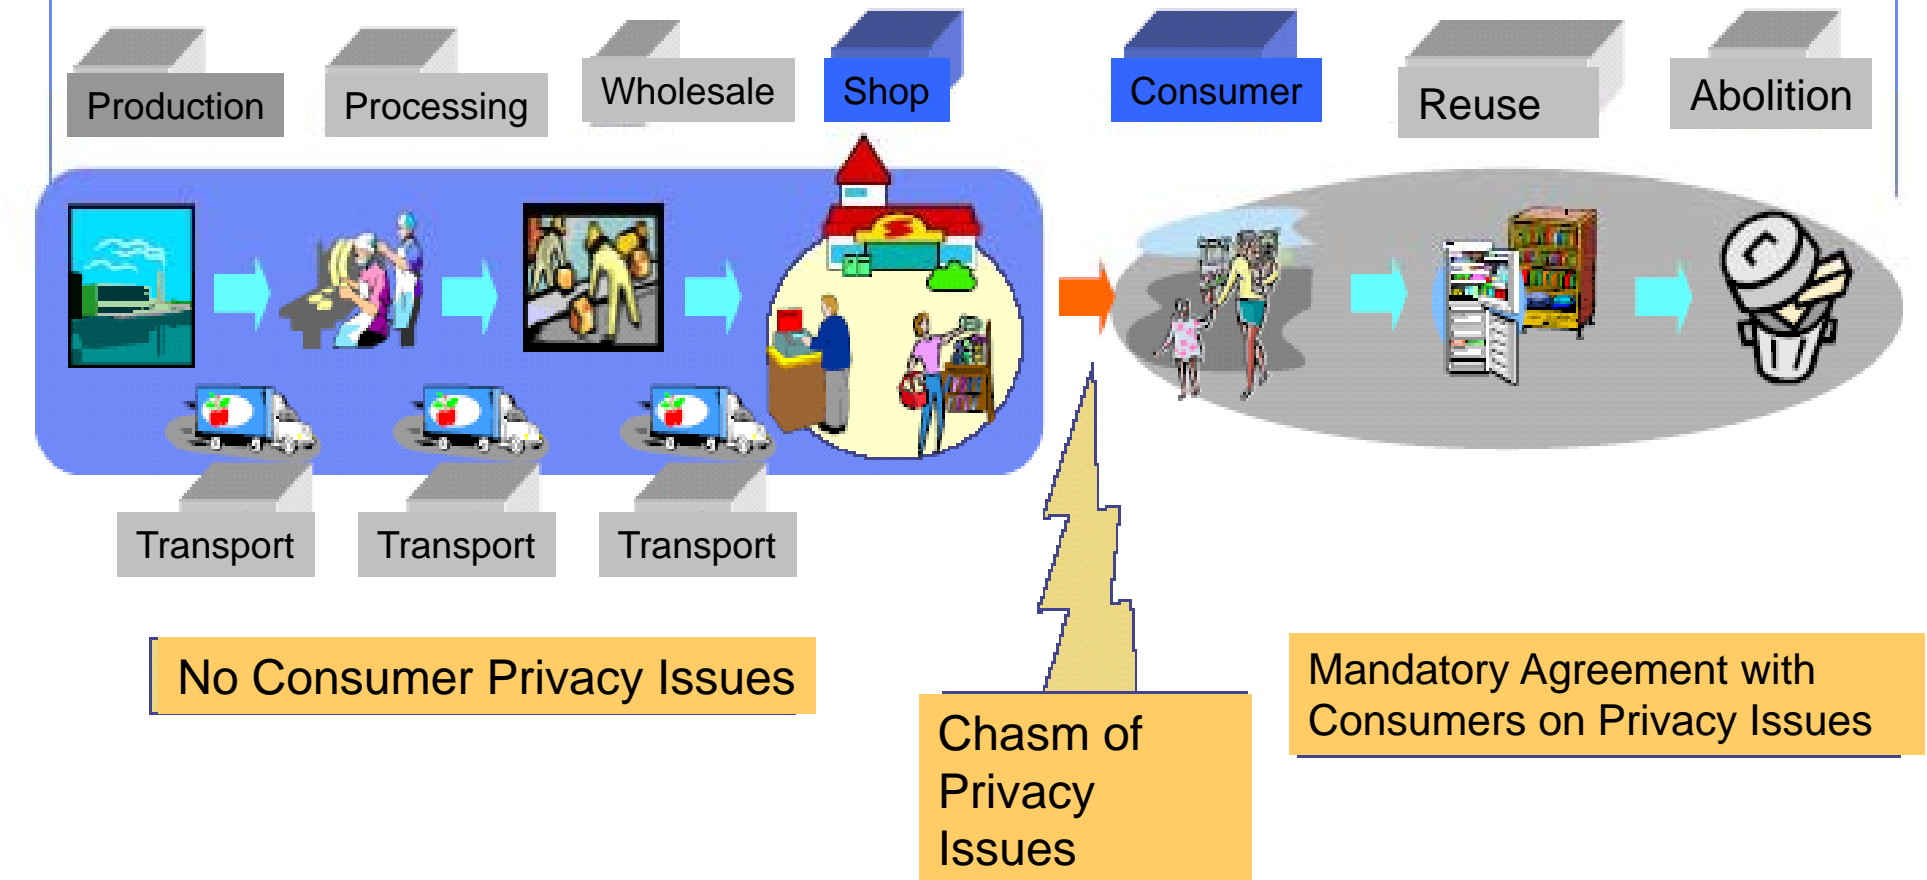 Production
Processing
Wholesale
Shop
Consumer
Reuse
Abolition
Transport
Transport
Transport
No Consumer Privacy Issues
Chasm of
Privacy
Issues
Mandatory Agreement with
Consumers on Privacy Issues